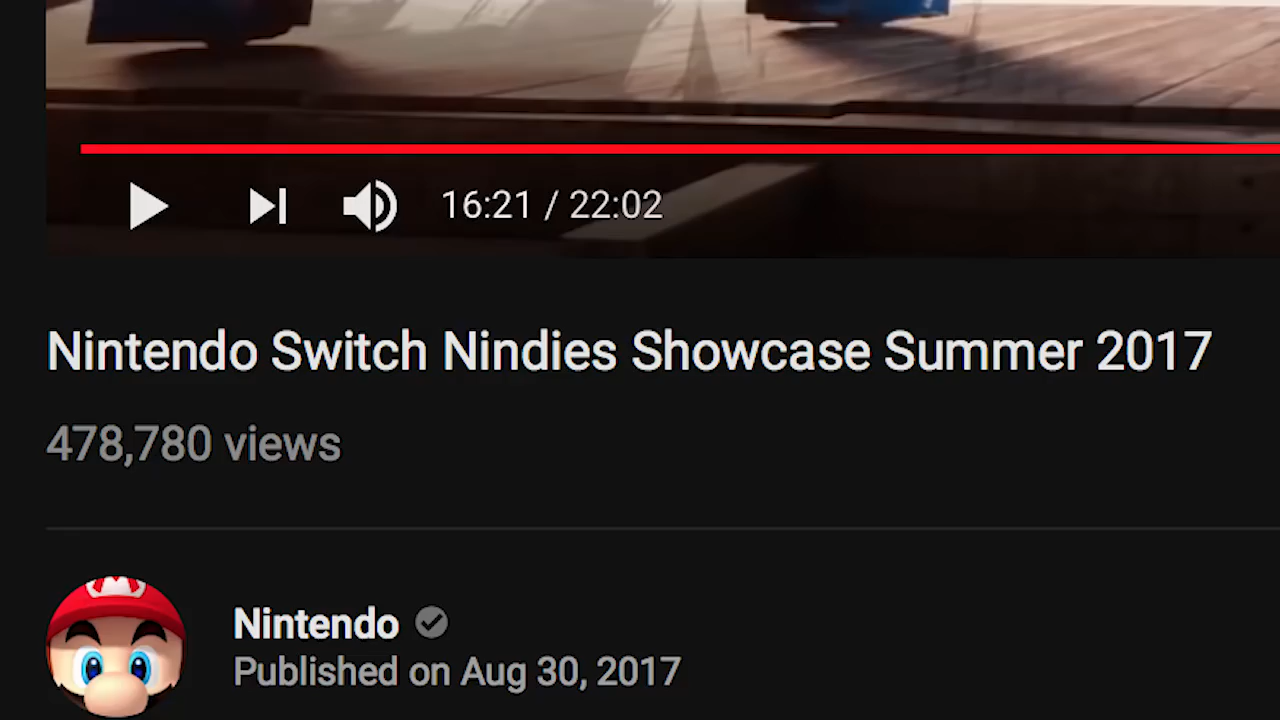 16:21 / 22:02
Nintendo Switch Nindies Showcase Summer 2017
478,780 views
Nintendo
Published on Aug 30, 2017